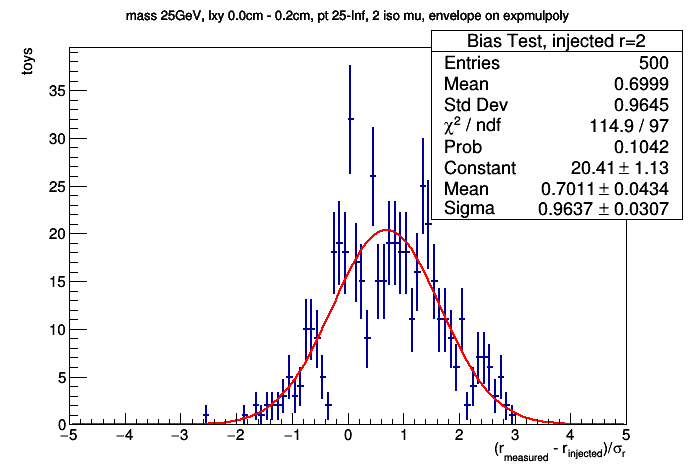 mass 25GeV, lxy 0.0cm - 0.2cm, pt 25-Inf, 2 iso mu, envelope on expmulpoly
Bias Test, injected r=2
Entries 500
Mean 0.6999
Std Dev 0.9645
χ² / ndf 114.9 / 97
Prob 0.1042
Constant 20.41 ± 1.13
Mean 0.7011 ± 0.0434
Sigma 0.9637 ± 0.0307
toys
35
30
25
20
15
10
5
0
−5 −4 −3 −2 −1 0 1 2 3 4 5
(r_measured - r_injected)/σ_r